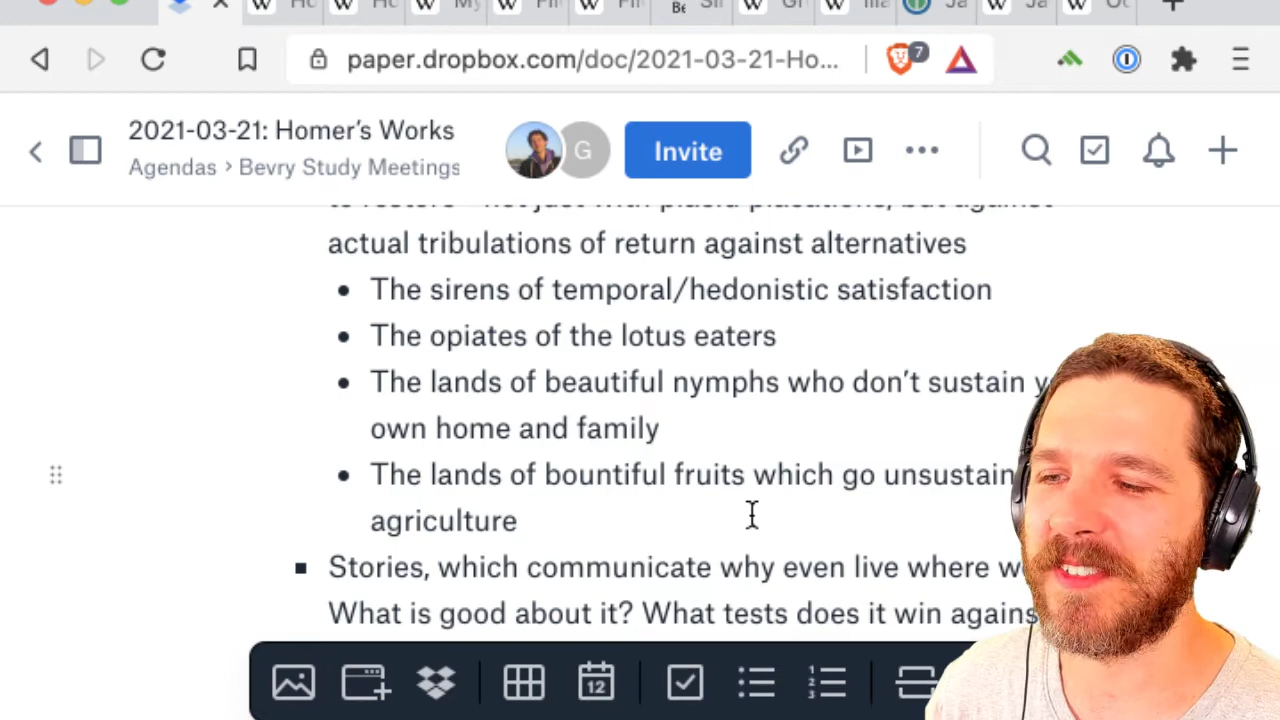 paper.dropbox.com/doc/2021-03-21-Ho...
7
2021-03-21: Homer's Works
Agendas > Bevry Study Meetings
G
Invite
actual tribulations of return against alternatives
• The sirens of temporal/hedonistic satisfaction
• The opiates of the lotus eaters
• The lands of beautiful nymphs who don't sustain
own home and family
• The lands of bountiful fruits which go unsustain
agriculture
▪ Stories, which communicate why even live where
What is good about it? What tests does it win agains
12
1
2
3